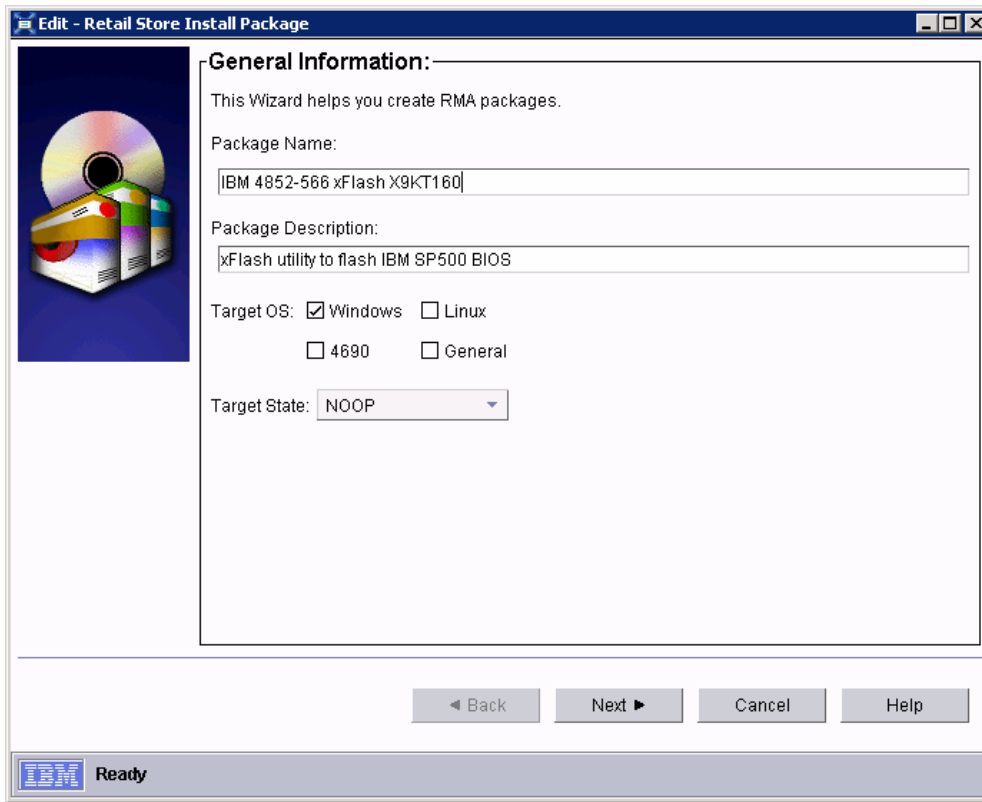 Edit - Retail Store Install Package
General Information:
This Wizard helps you create RMA packages.
Package Name:
IBM 4852-566 xFlash X9KT160
Package Description:
xFlash utility to flash IBM SP500 BIOS
Target OS: Windows Linux
4690 General
Target State: NOOP
Back Next Cancel Help
IBM Ready